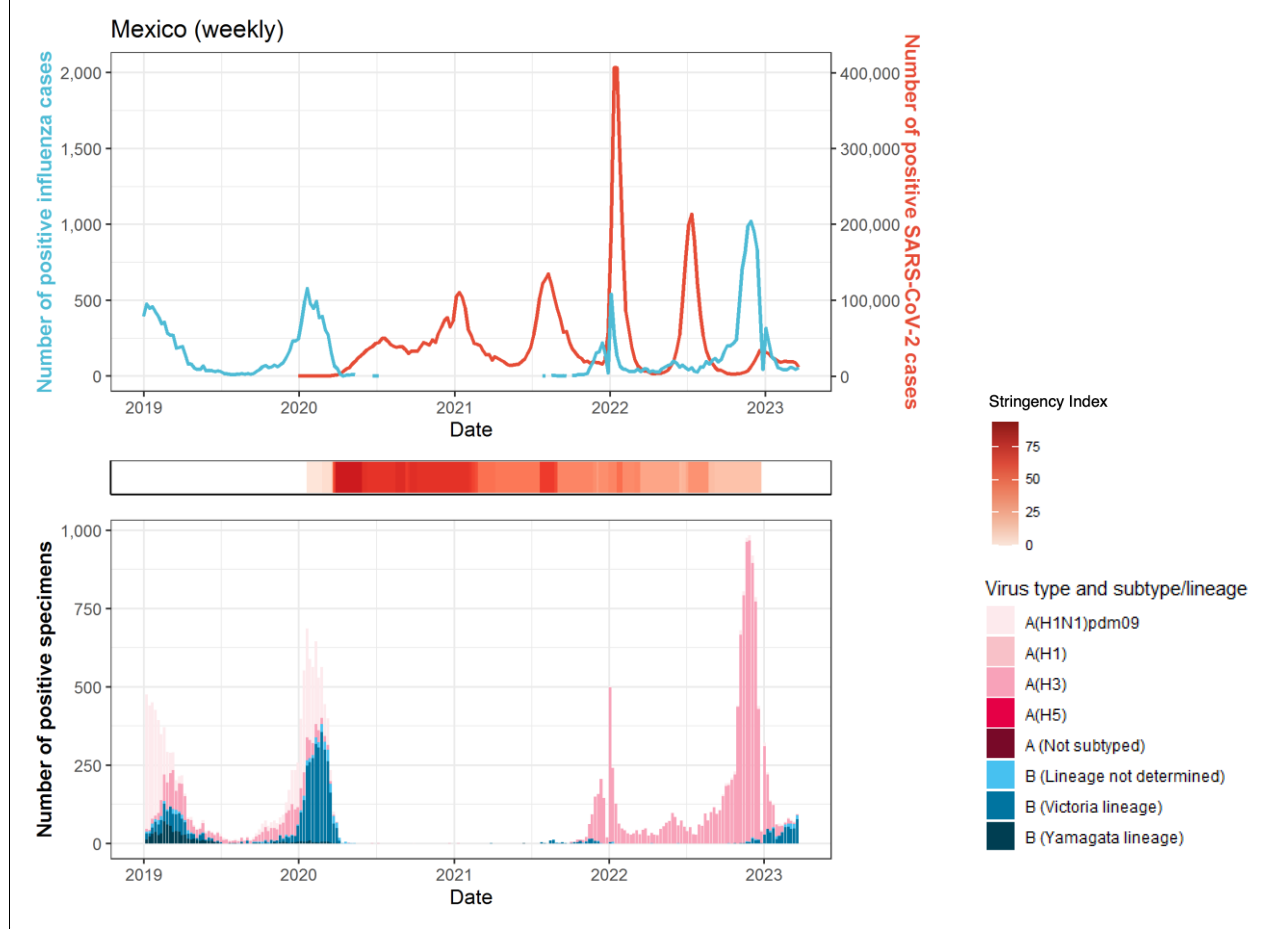 Mexico (weekly)
Number of positive influenza cases
2,000
1,500
1,000
500
0
400,000
300,000
200,000
100,000
0
Number of positive SARS-CoV-2 cases
2019
2020
2021
2022
2023
Date
Number of positive specimens
1,000
750
500
250
0
2019
2020
2021
2022
2023
Date
Stringency Index
75
50
25
0
Virus type and subtype/lineage
A(H1N1)pdm09
A(H1)
A(H3)
A(H5)
A (Not subtyped)
B (Lineage not determined)
B (Victoria lineage)
B (Yamagata lineage)